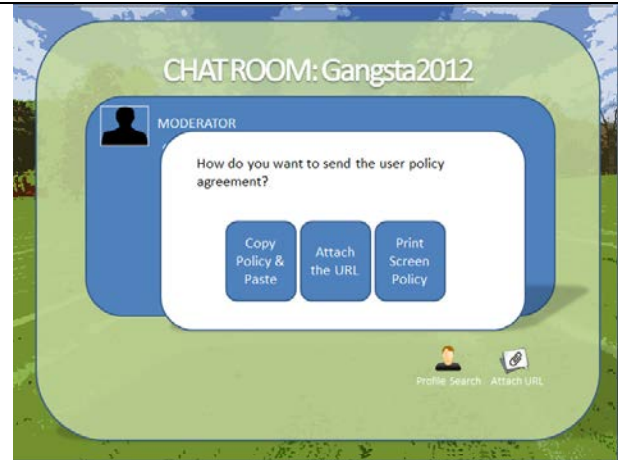 CHAT ROOM: Gangsta2012
MODERATOR
How do you want to send the user policy
agreement?
Copy
Policy &
Paste
Attach
the URL
Print
Screen
Policy
Profile Search
Attach URL